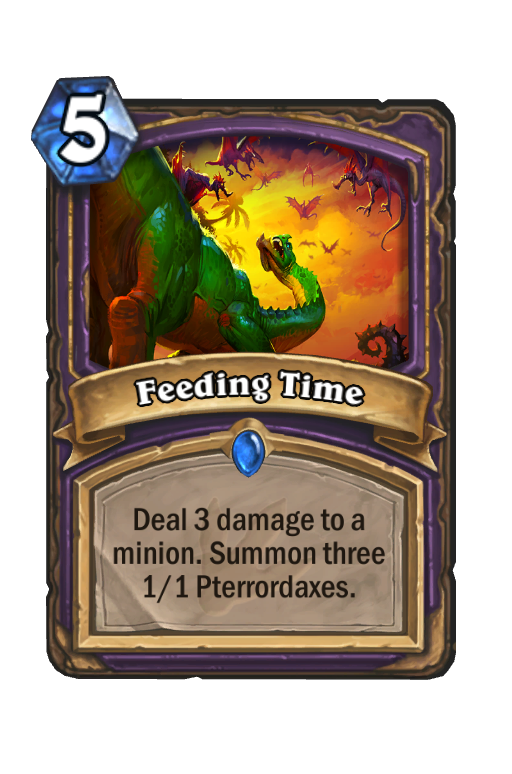 5
Feeding Time
Deal 3 damage to a
minion. Summon three
1/1 Pterrordaxes.